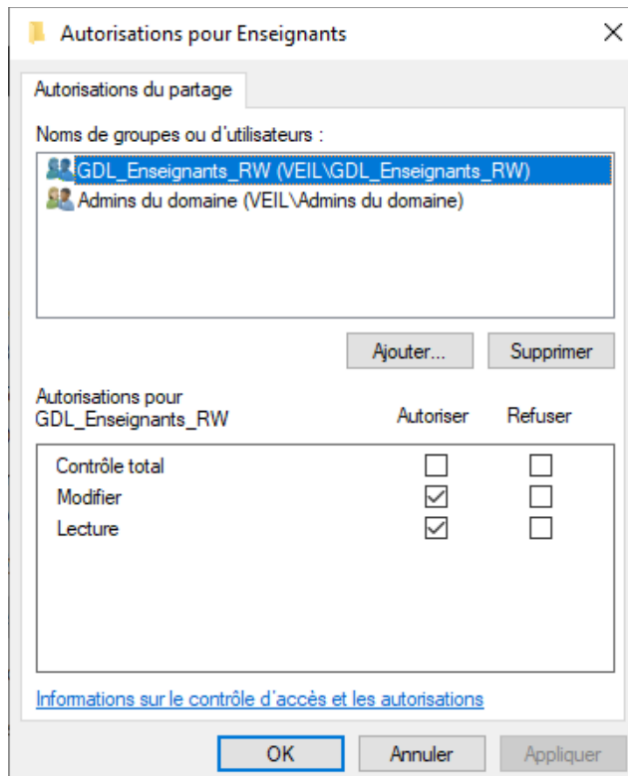 Autorisations pour Enseignants
Autorisations du partage
Noms de groupes ou d'utilisateurs :
GDL_Enseignants_RW (VEIL\GDL_Enseignants_RW)
Admins du domaine (VEIL\Admins du domaine)
Ajouter... Supprimer
Autorisations pour
GDL_Enseignants_RW Autoriser Refuser
Contrôle total
Modifier
Lecture
Informations sur le contrôle d'accès et les autorisations
OK Annuler Appliquer